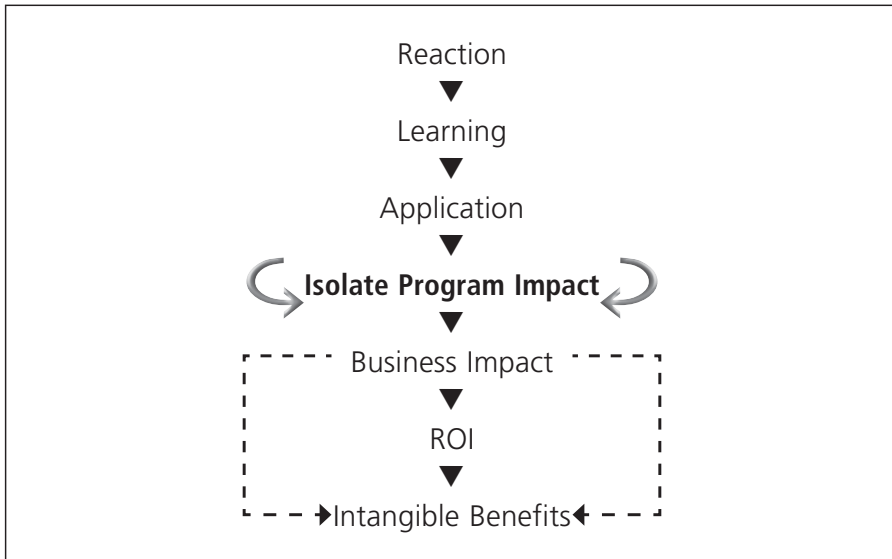 Reaction
Learning
Application
Isolate Program Impact
Business Impact
ROI
Intangible Benefits